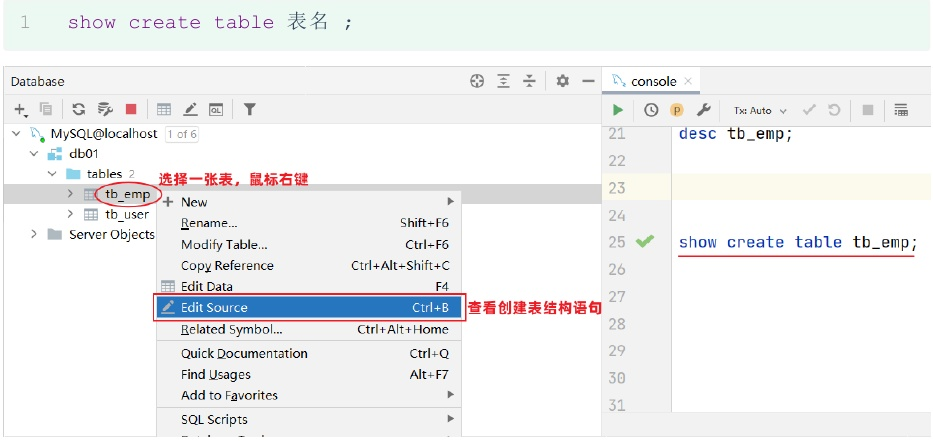 1 show create table 表名 ;
Database
console
Tx: Auto
MySQL@localhost 1 of 6
db01
tables 2
选择一张表，鼠标右键
tb_emp
tb_user
Server Objects
New
Rename... Shift+F6
Modify Table... Ctrl+F6
Copy Reference Ctrl+Alt+Shift+C
Edit Data F4
Edit Source Ctrl+B
查看创建表结构语句
Related Symbol... Ctrl+Alt+Home
Quick Documentation Ctrl+Q
Find Usages Alt+F7
Add to Favorites
SQL Scripts
21 desc tb_emp;
22
23
24
25 show create table tb_emp;
26
27
28
29
30
31